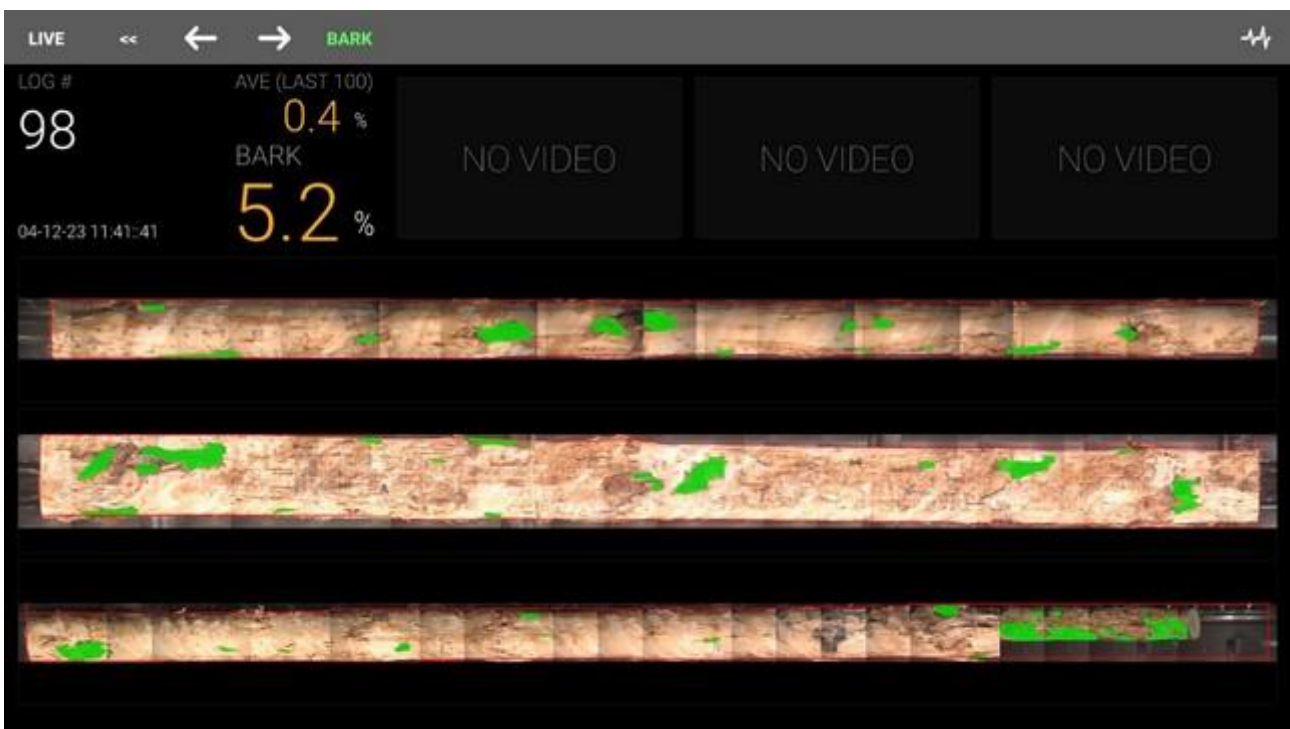 LIVE << ← → BARK
LOG #
98
04-12-23 11:41::41
AVE (LAST 100)
0.4 %
BARK
5.2 %
NO VIDEO
NO VIDEO
NO VIDEO